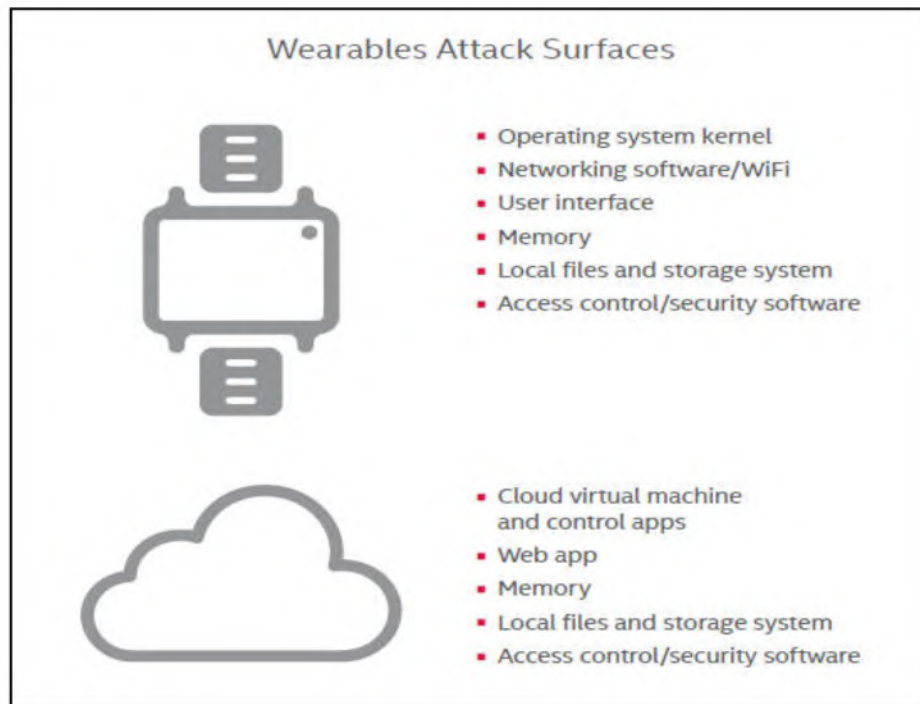 Wearables Attack Surfaces
▪ Operating system kernel
▪ Networking software/WiFi
▪ User interface
▪ Memory
▪ Local files and storage system
▪ Access control/security software
▪ Cloud virtual machine
and control apps
▪ Web app
▪ Memory
▪ Local files and storage system
▪ Access control/security software